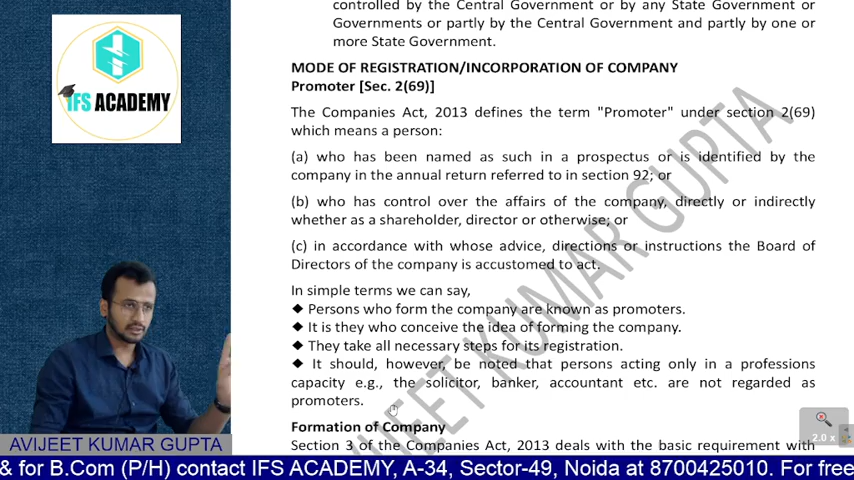 controlled by the Central Government or by any State Government or
Governments or partly by the Central Government and partly by one or
more State Government.
MODE OF REGISTRATION/INCORPORATION OF COMPANY
Promoter [Sec. 2(69)]
The Companies Act, 2013 defines the term "Promoter" under section 2(69)
which means a person:
(a) who has been named as such in a prospectus or is identified by the
company in the annual return referred to in section 92; or
(b) who has control over the affairs of the company, directly or indirectly
whether as a shareholder, director or otherwise; or
(c) in accordance with whose advice, directions or instructions the Board of
Directors of the company is accustomed to act.
In simple terms we can say,
◆ Persons who form the company are known as promoters.
◆ It is they who conceive the idea of forming the company.
◆ They take all necessary steps for its registration.
◆ It should, however, be noted that persons acting only in a professions
capacity e.g., the solicitor, banker, accountant etc. are not regarded as
promoters.
Formation of Company
Section 3 of the Companies Act, 2013 deals with the basic requirement with
AVIJEET KUMAR GUPTA
IFS ACADEMY
2.0 x
AVIJEET KUMAR GUPTA
& for B.Com (P/H) contact IFS ACADEMY, A-34, Sector-49, Noida at 8700425010. For free